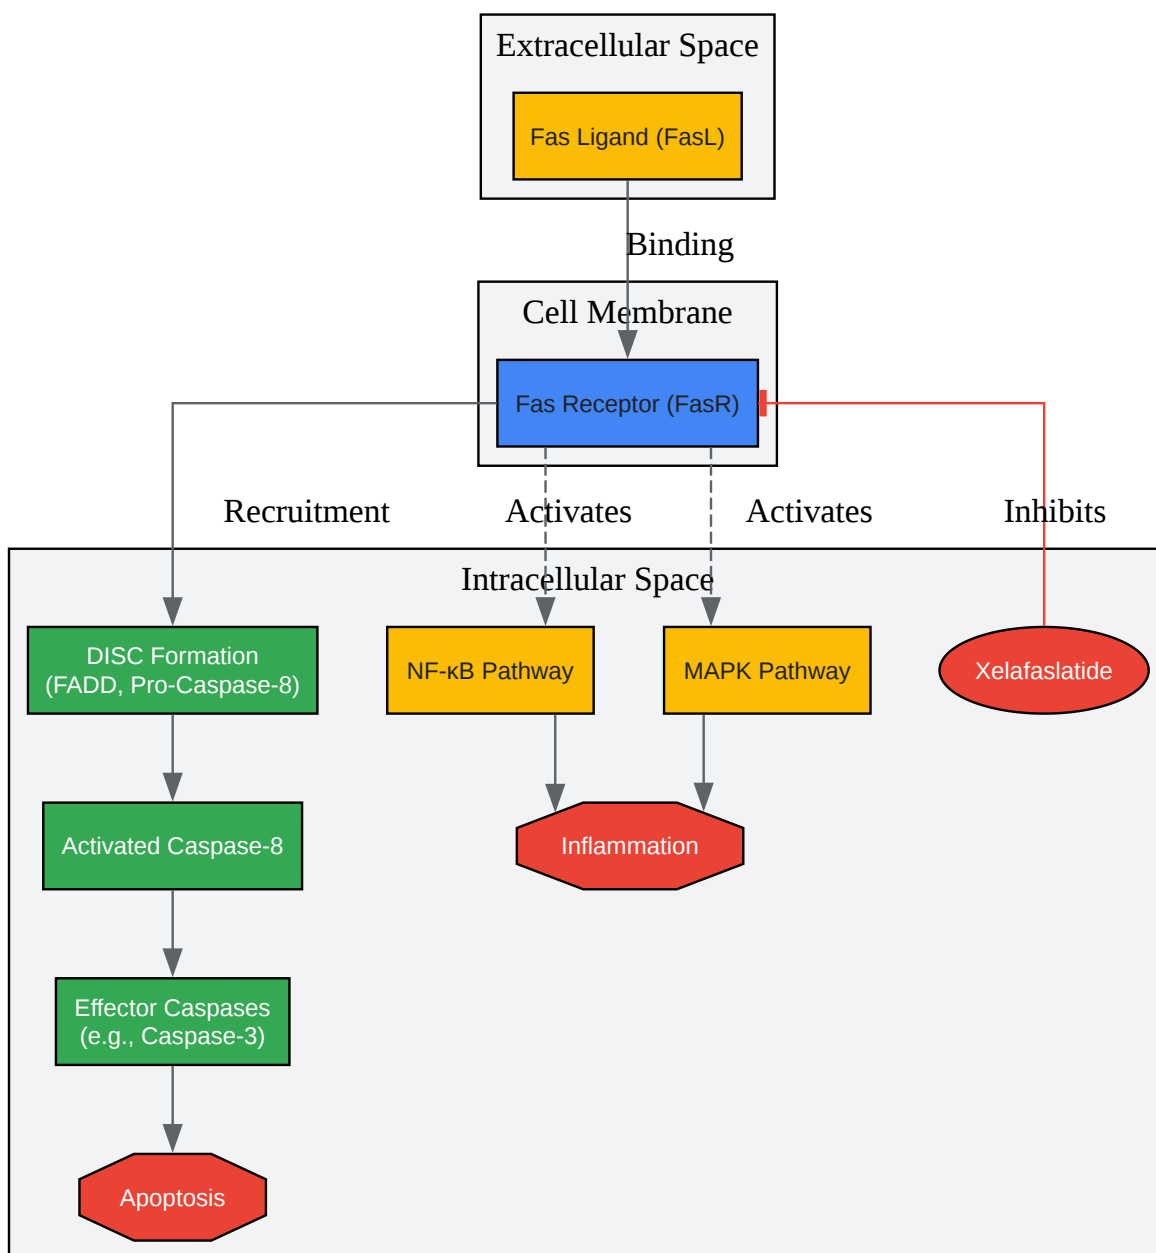 Extracellular Space
Fas Ligand (FasL)
Binding
Cell Membrane
Fas Receptor (FasR)
Recruitment
Activates
Activates
Inhibits
Intracellular Space
DISC Formation
(FADD, Pro-Caspase-8)
NF-κB Pathway
MAPK Pathway
Xelafaslatide
Activated Caspase-8
Inflammation
Effector Caspases
(e.g., Caspase-3)
Apoptosis